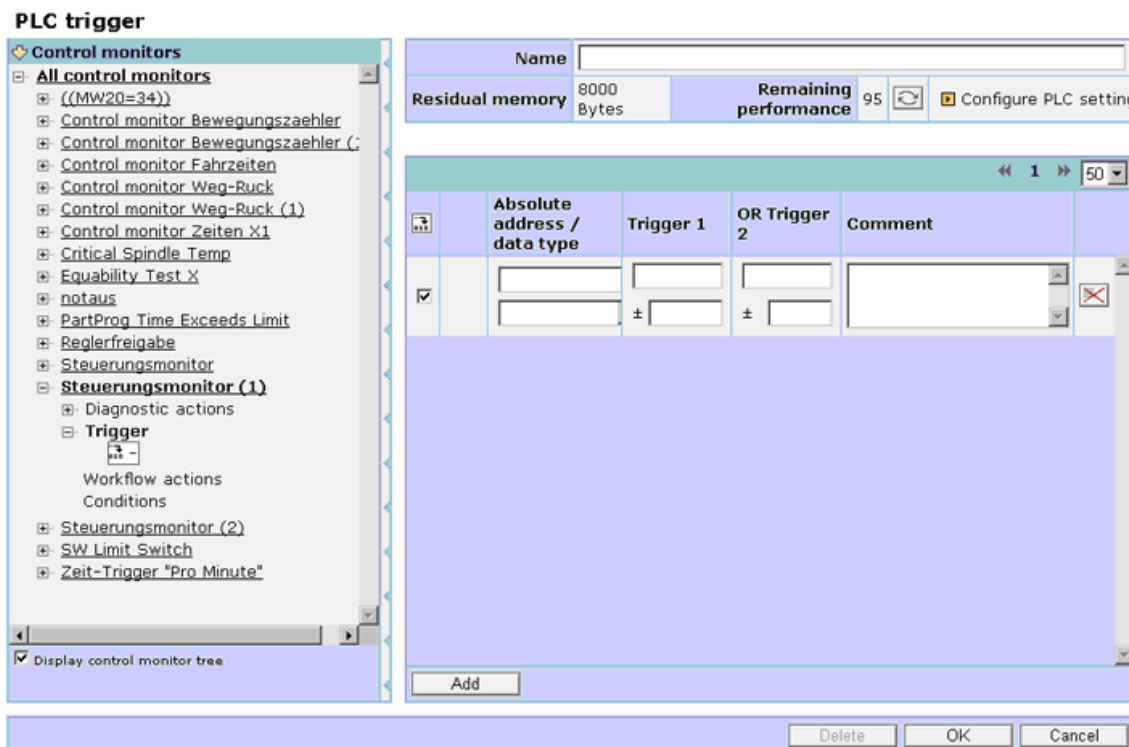 PLC trigger
Control monitors
All control monitors
((MW20=34))
Control monitor Bewegungszaehler
Control monitor Bewegungszaehler (
Control monitor Fahrzeiten
Control monitor Weg-Ruck
Control monitor Weg-Ruck (1)
Control monitor Zeiten X1
Critical Spindle Temp
Equability Test X
notaus
PartProg Time Exceeds Limit
Reglerfreigabe
Steuerungsmonitor
Steuerungsmonitor (1)
Diagnostic actions
Trigger
Workflow actions
Conditions
Steuerungsmonitor (2)
SW Limit Switch
Zeit-Trigger "Pro Minute"
Display control monitor tree
Name
Residual memory 8000 Bytes Remaining performance 95 Configure PLC setting
1 50
Absolute address / data type Trigger 1 OR Trigger 2 Comment
± ±
Add
Delete OK Cancel